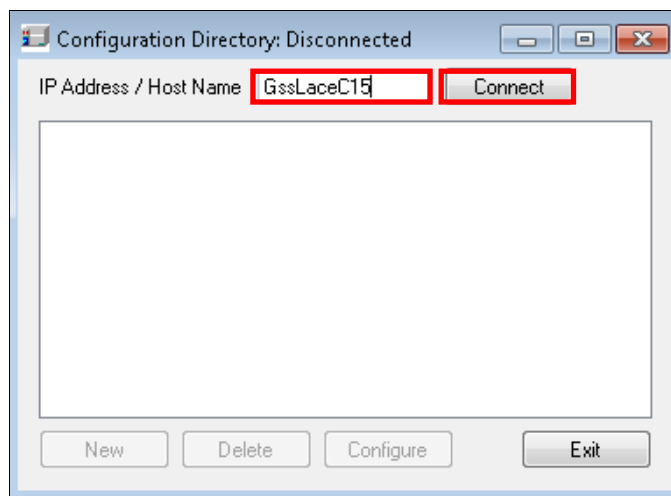 Configuration Directory: Disconnected
IP Address / Host Name GssLaceC15 Connect
New Delete Configure Exit